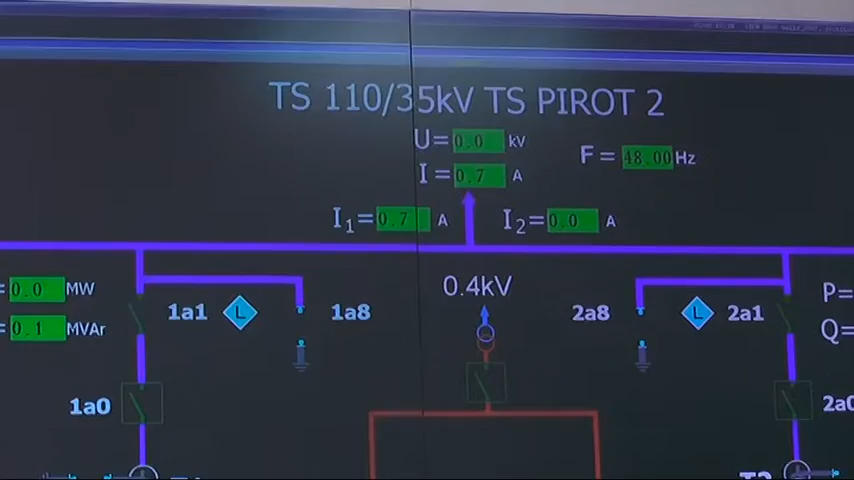 TS 110/35kV TS PIROT 2
U= 0.0 kV
F= 48.00 Hz
I= 0.7 A
I1= 0.7 A
I2= 0.0 A
= 0.0 MW
= 0.1 MVAr
1a1
L
1a8
0.4kV
2a8
L
2a1
P=
Q=
1a0
2a0